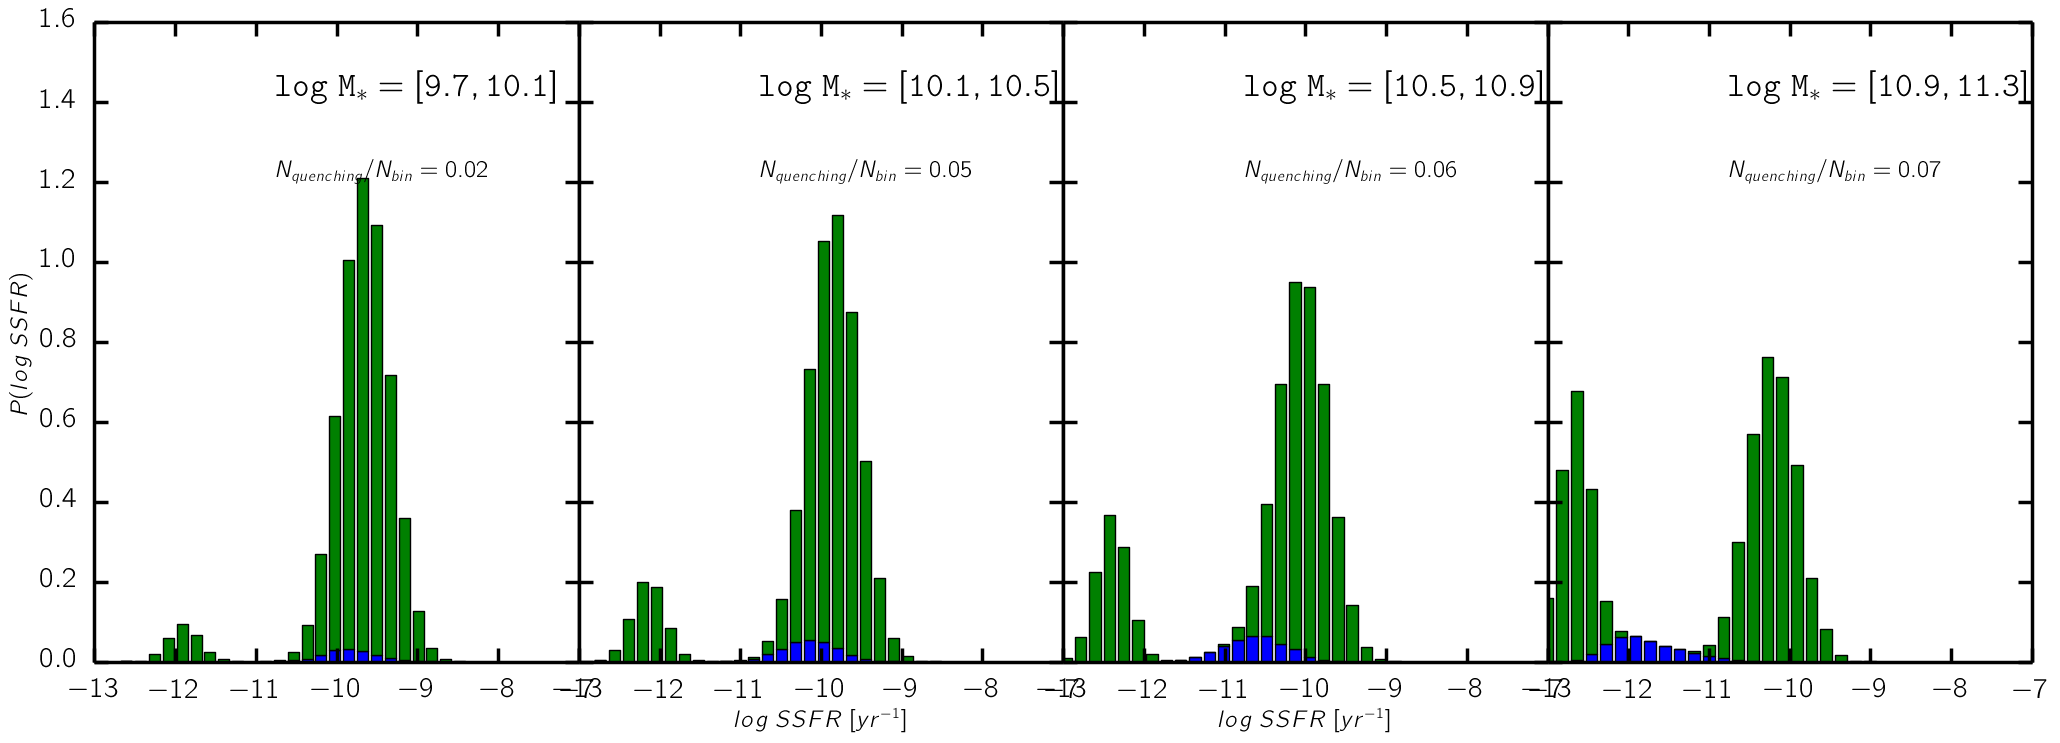 1.6
1.4
1.2
1.0
0.8
0.6
0.4
0.2
0.0
P(log SSFR)
log M* = [9.7, 10.1]
N_quenching/N_bin = 0.02
log M* = [10.1, 10.5]
N_quenching/N_bin = 0.05
log M* = [10.5, 10.9]
N_quenching/N_bin = 0.06
log M* = [10.9, 11.3]
N_quenching/N_bin = 0.07
−13 −12 −11 −10 −9 −8 −7
−13 −12 −11 −10 −9 −8 −7
−13 −12 −11 −10 −9 −8 −7
−13 −12 −11 −10 −9 −8 −7
log SSFR [yr⁻¹]
log SSFR [yr⁻¹]